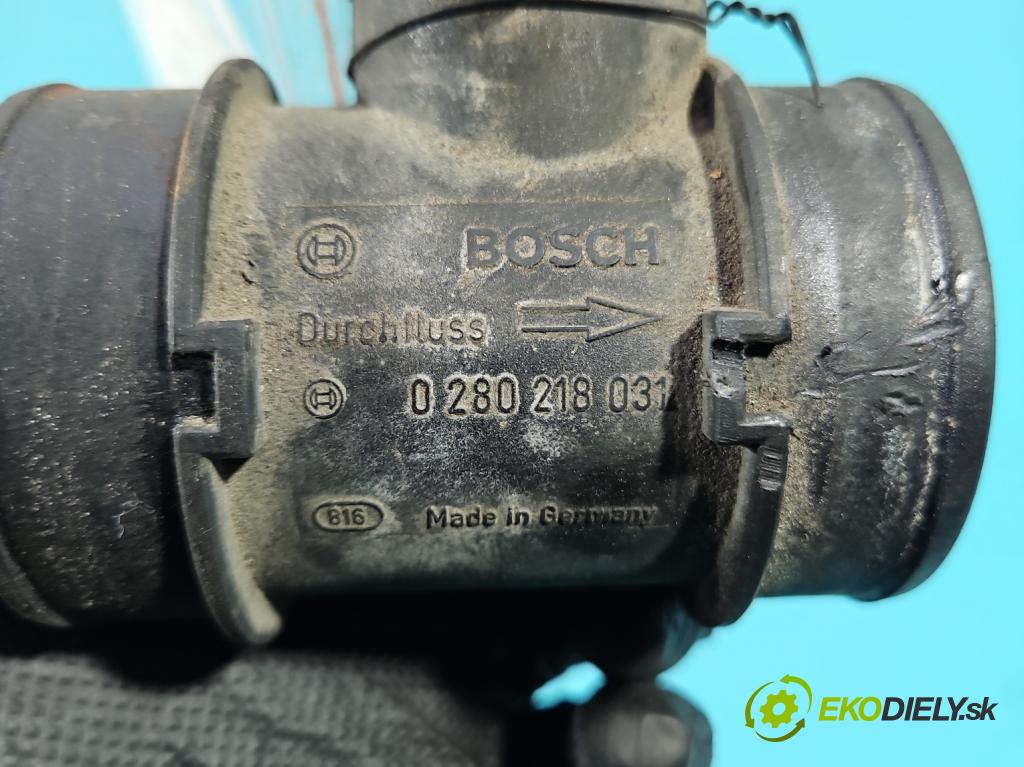 BOSCH
Durchfluss
0 280 218 031
816 Made in Germany
EKODIELY.sk